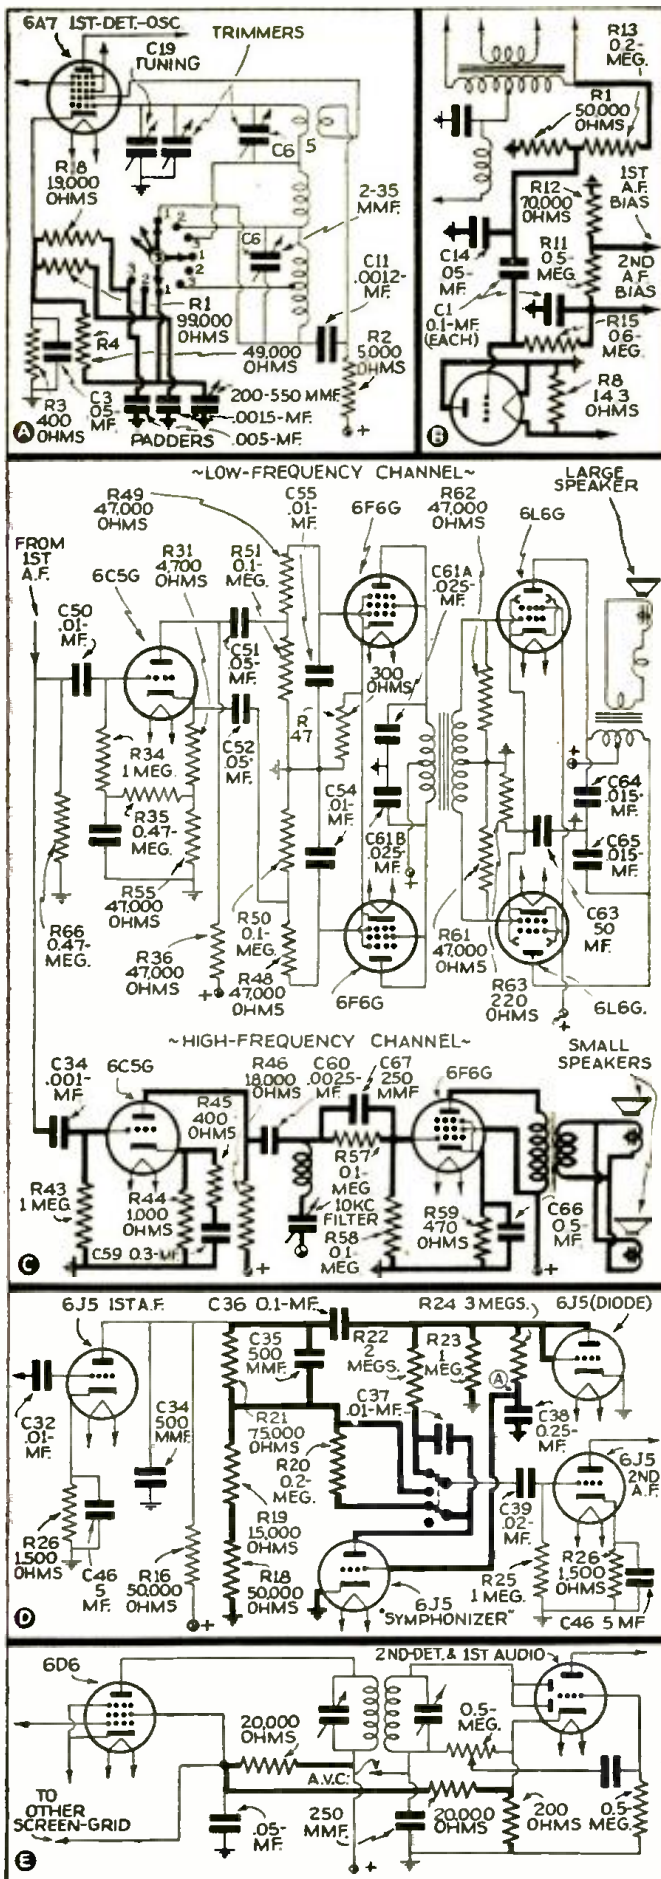 6A7 1ST-DET.-OSC
C19
TUNING
TRIMMERS
R18
19,000
OHMS
C6
5
2-35
MMF.
1
2
3
3
1
2
3
1
C6
C11
.0012-
MF.
3
2
1
R1
99,000
OHMS
R4
49,000
OHMS
R2
5,000
OHMS
R3
400
OHMS
C3
.05-
MF.
200-550 MMF.
.0015-MF.
.005-MF.
PADDERS
+
A
R13
0.2-
MEG.
R1
50,000
OHMS
R12
70,000
OHMS
1ST
A.F.
BIAS
C14
.05-
MF.
R11
0.5-
MEG.
2ND
A.F.
BIAS
C1
0.1-MF.
(EACH)
R15
0.6-
MEG.
R8
14.3
OHMS
B
~LOW-FREQUENCY CHANNEL~
R49
47,000
OHMS
C55
.01-
MF.
6F6G
R62
47,000
OHMS
6L6G
LARGE
SPEAKER
FROM
1ST
A.F.
6C5G
R31
4,700
OHMS
R51
0.1-
MEG.
C61A
.025-
MF.
C50
.01-
MF.
C51
.05-
MF.
300
OHMS
R
47
C52
.05-
MF.
R34
1 MEG.
+
C54
.01-
MF.
R35
0.47-
MEG.
C61B
.025-
MF.
C64
.015-
MF.
C65
.015-
MF.
R55
47,000
OHMS
+
R66
0.47-
MEG.
R50
0.1-
MEG.
R61
47,000
OHMS
C63
50
MF.
R36
47,000
OHMS
R48
47,000
OHMS
R63
220
OHMS
+
6F6G
6L6G.
+
~HIGH-FREQUENCY CHANNEL~
SMALL
SPEAKERS
C34
.001-
MF.
6C5G
R45
400
OHMS
R46
18,000
OHMS
C60
.0025-
MF.
C67
250
MMF
6F6G
R57
0.1-
MEG
R43
1 MEG.
R44
1,000
OHMS
10KC
FILTER
R59
470
OHMS
C66
0.5-
MF.
C59 0.3-MF.
R58
0.1
MEG
+
+
C
6J5 1ST A.F.
C36 0.1-MF.
R24 3 MEGS.
6J5 (DIODE)
C35
500
MMF.
R22
2
MEGS.
R23
1
MEG.
A
C32
.01-
MF.
C34
500
MMF.
C37
.01-MF.
C38
0.25-
MF.
R21
75,000
OHMS
R20
0.2-
MEG.
6J5
2ND
A.F.
C39
.02-
MF.
R26
1,500
OHMS
C46
5
MF.
R16
50,000
OHMS
R19
15,000
OHMS
R18
50,000
OHMS
R25
1 MEG.
R26
1,500
OHMS
6J5
"SYMPHONIZER"
C46 5 MF
+
D
6D6
2ND-DET. & 1ST AUDIO
20,000
OHMS
0.5-
MEG.
A.V.C.
TO
OTHER
SCREEN-GRID
.05-
MF.
250
MMF.
20,000
OHMS
200
OHMS
0.5-
MEG.
+
E